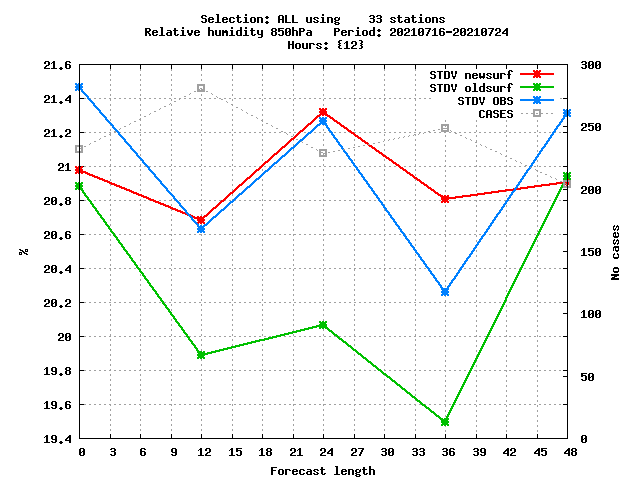 Selection: ALL using    33 stations
Relative humidity 850hPa   Period: 20210716-20210724
Hours: {12}
STDV newsurf
STDV oldsurf
STDV OBS
CASES
21.6
21.4
21.2
21
20.8
20.6
20.4
20.2
20
19.8
19.6
19.4
%
300
250
200
150
100
50
0
No cases
0 3 6 9 12 15 18 21 24 27 30 33 36 39 42 45 48
Forecast length